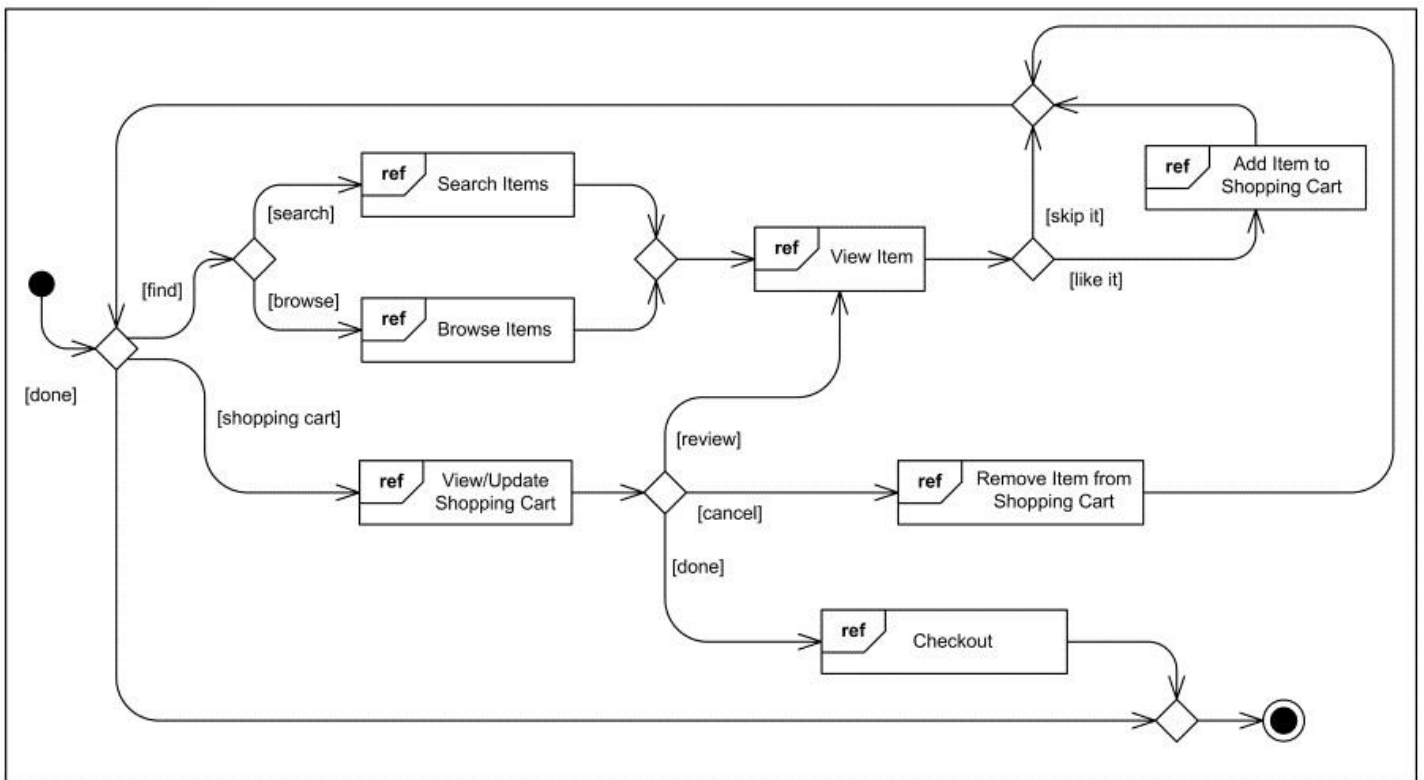 ref
Search Items
[search]
ref
Add Item to
Shopping Cart
[skip it]
ref
View Item
[like it]
[find]
[browse]
ref
Browse Items
[done]
[shopping cart]
[review]
ref
View/Update
Shopping Cart
ref
Remove Item from
Shopping Cart
[cancel]
[done]
ref
Checkout